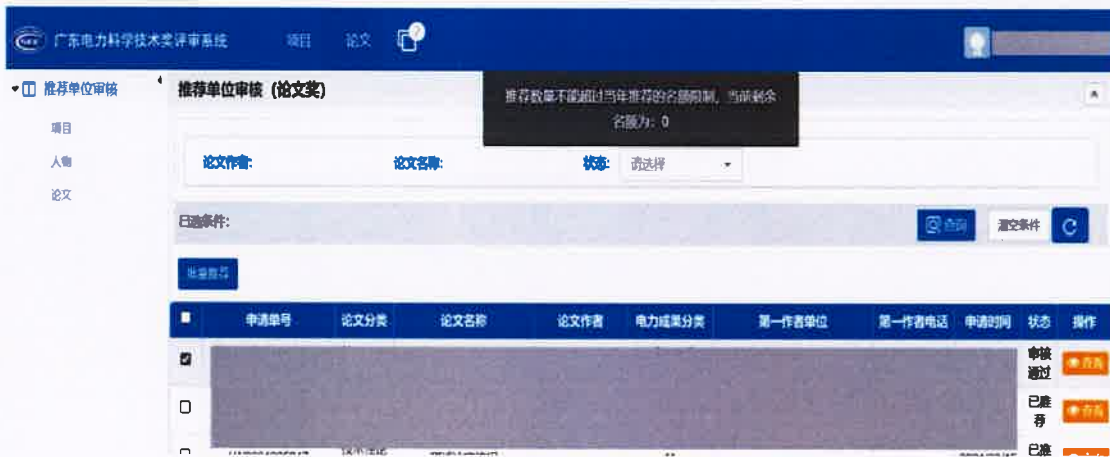 广东电力科学技术奖评审系统 项目 论文
推荐单位审核
项目
人物
论文
推荐单位审核 (论文奖)
推荐数量不能超过当年推荐的名额限制，当前剩余
名额为：0
论文作者: 论文名称: 状态: 请选择
已选条件:
查询 清空条件
批量推荐
申请单号 论文分类 论文名称 论文作者 电力成果分类 第一作者单位 第一作者电话 申请时间 状态 操作
审核
通过 查看
已推
荐 查看
已推